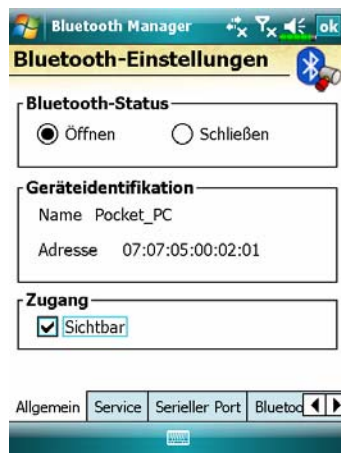 Bluetooth Manager ok
Bluetooth-Einstellungen
Bluetooth-Status
Öffnen Schließen
Geräteidentifikation
Name Pocket_PC
Adresse 07:07:05:00:02:01
Zugang
Sichtbar
Allgemein Service Serieller Port Bluetoc